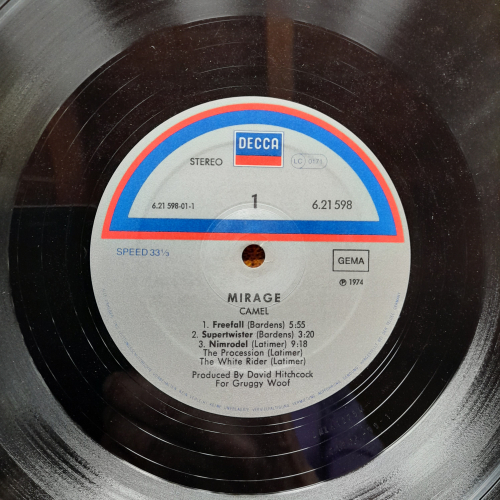 DECCA
STEREO
LC 0171
6.21 598-01-1
1
6.21 598
SPEED 33⅓
GEMA
℗ 1974
MIRAGE
CAMEL
1. Freefall (Bardens) 5:55
2. Supertwister (Bardens) 3:20
3. Nimrodel (Latimer) 9:18
The Procession (Latimer)
The White Rider (Latimer)
Produced By David Hitchcock
For Gruggy Woof